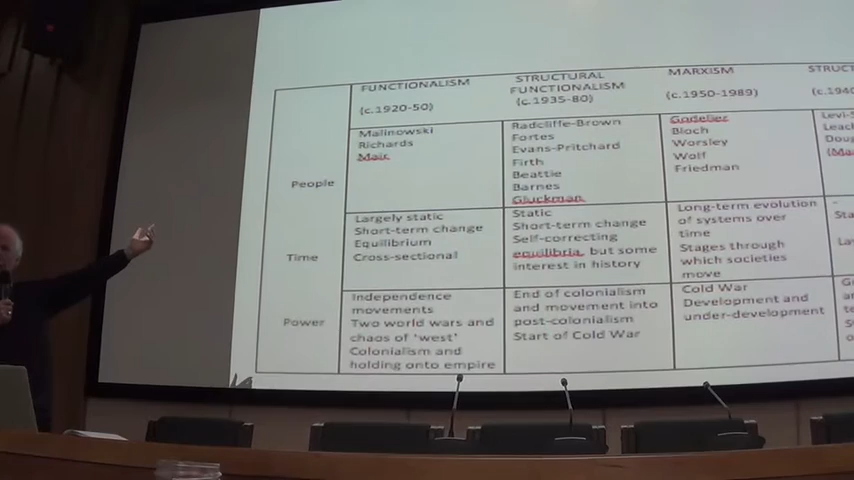 FUNCTIONALISM
(c.1920-50)
STRUCTURAL
FUNCTIONALISM
(c.1935-80)
MARXISM
(c.1950-1989)
People
Malinowski
Richards
Mair
Radcliffe-Brown
Fortes
Evans-Pritchard
Firth
Beattie
Barnes
Gluckman
Godelier
Bloch
Worsley
Wolf
Friedman
Time
Largely static
Short-term change
Equilibrium
Cross-sectional
Static
Short-term change
Self-correcting
equilibria, but some
interest in history
Long-term evolution
of systems over
time
Stages through
which societies
move
Power
Independence
movements
Two world wars and
chaos of 'west'
Colonialism and
holding onto empire
End of colonialism
and movement into
post-colonialism
Start of Cold War
Cold War
Development and
under-development